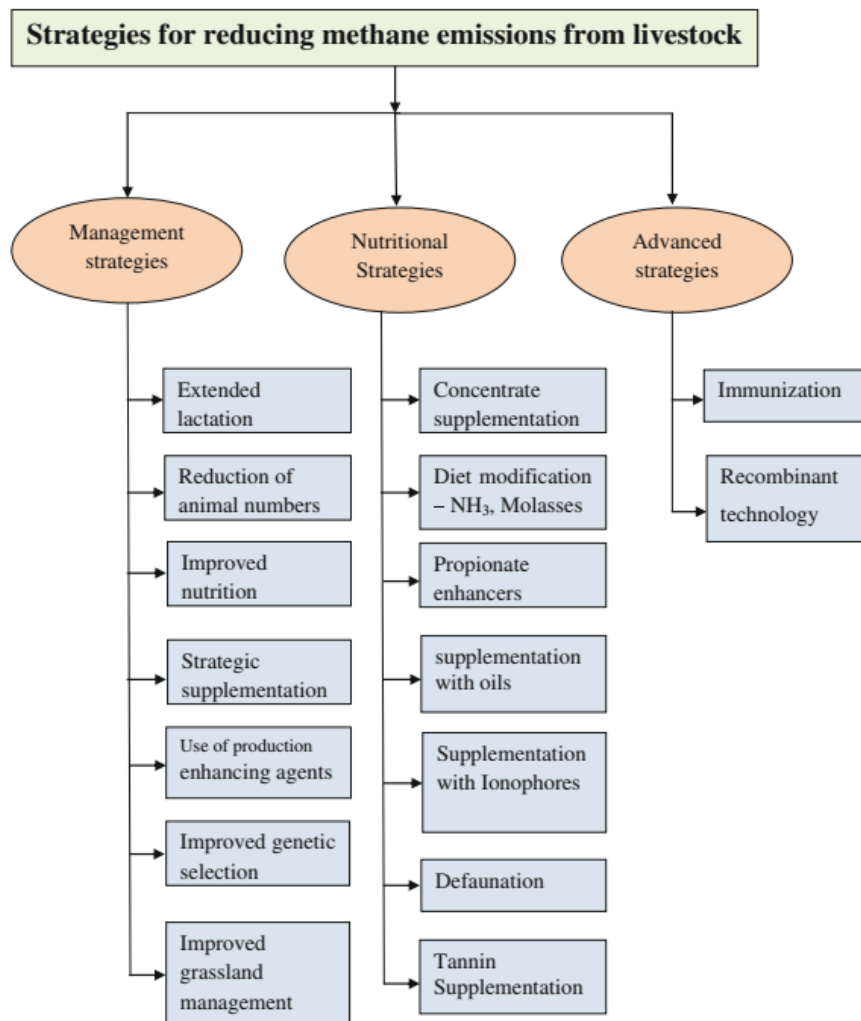 Strategies for reducing methane emissions from livestock
Management
strategies
Nutritional
Strategies
Advanced
strategies
Extended
lactation
Reduction of
animal numbers
Improved
nutrition
Strategic
supplementation
Use of production
enhancing agents
Improved genetic
selection
Improved
grassland
management
Concentrate
supplementation
Diet modification
– NH₃, Molasses
Propionate
enhancers
supplementation
with oils
Supplementation
with Ionophores
Defaunation
Tannin
Supplementation
Immunization
Recombinant
technology